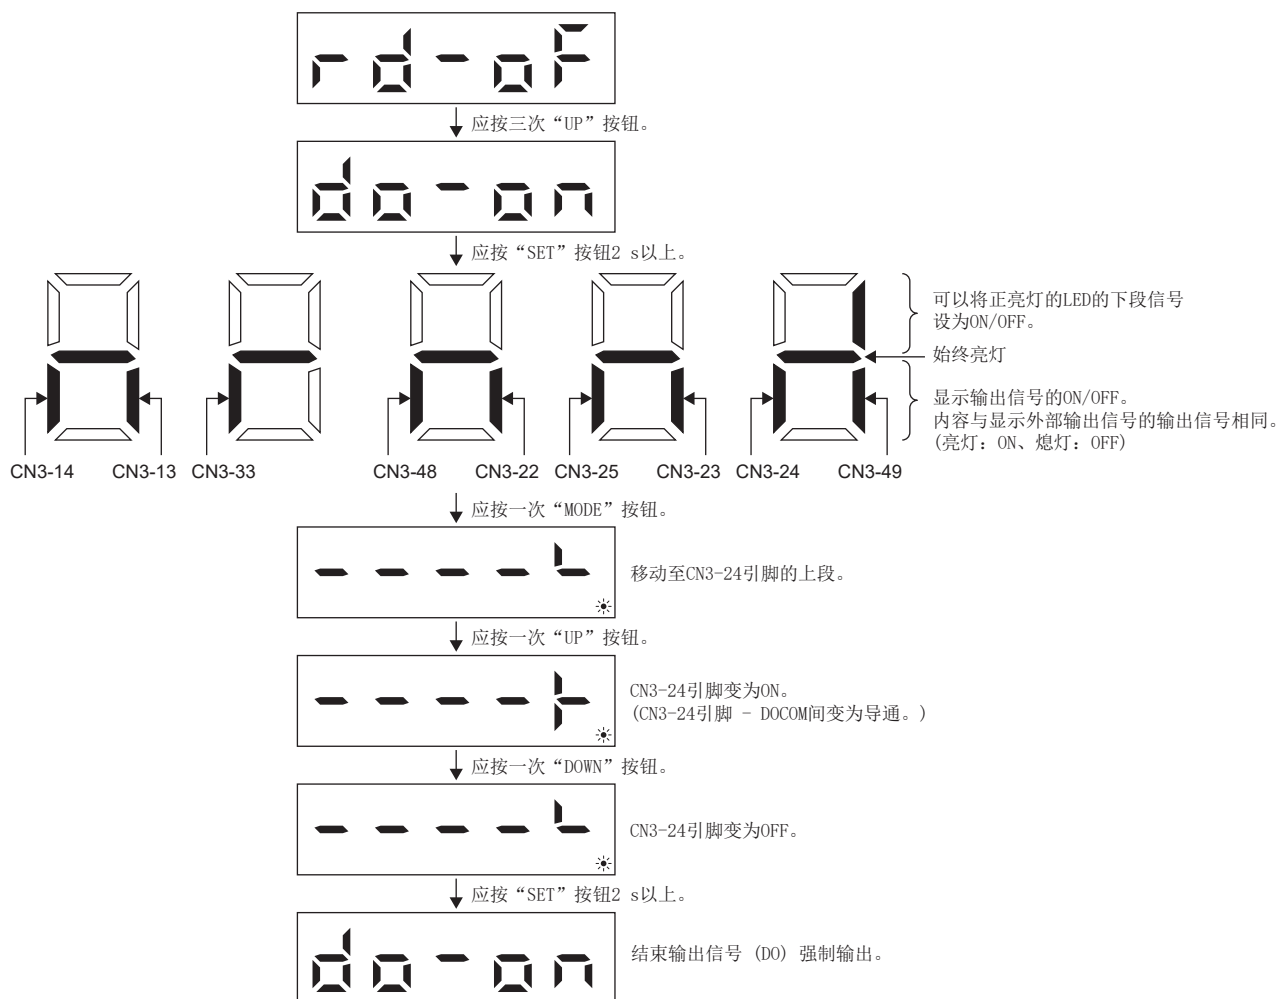 rd-oF
应按三次“UP”按钮。
do-on
应按“SET”按钮2 s以上。
可以将正亮灯的LED的下段信号
设为ON/OFF。
始终亮灯
显示输出信号的ON/OFF。
内容与显示外部输出信号的输出信号相同。
(亮灯：ON、熄灯：OFF)
CN3-14 CN3-13 CN3-33 CN3-48 CN3-22 CN3-25 CN3-23 CN3-24 CN3-49
应按一次“MODE”按钮。
移动至CN3-24引脚的上段。
应按一次“UP”按钮。
CN3-24引脚变为ON。
(CN3-24引脚 - DOCOM间变为导通。)
应按一次“DOWN”按钮。
CN3-24引脚变为OFF。
应按“SET”按钮2 s以上。
do-on
结束输出信号 (DO) 强制输出。